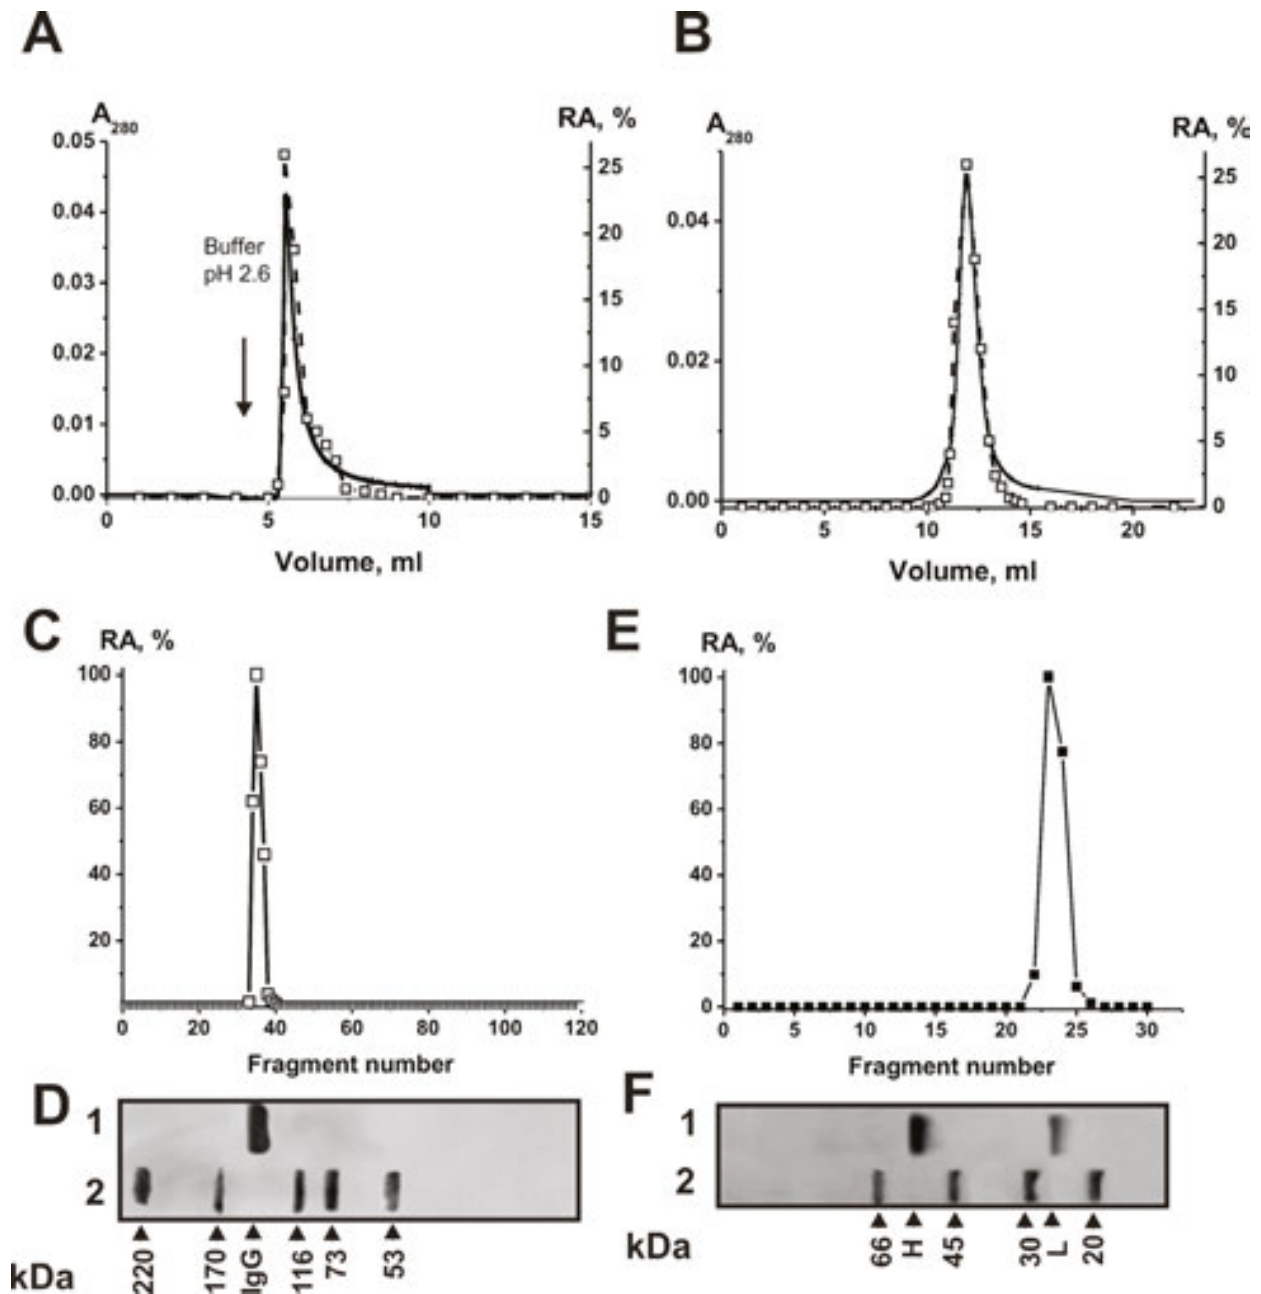 A
B
A280
RA, %
0.05
0.04
0.03
0.02
0.01
0.00
25
20
15
10
5
0
Buffer
pH 2.6
0 5 10 15
Volume, ml
A280
RA, %
0.04
0.02
0.00
25
20
15
10
5
0
0 5 10 15 20
Volume, ml
C
RA, %
100
80
60
40
20
0 20 40 60 80 100 120
Fragment number
E
RA, %
100
80
60
40
20
0
0 5 10 15 20 25 30
Fragment number
D
1
2
kDa
220 170 IgG 116 73 53
F
1
2
kDa
66 H 45 30 L 20